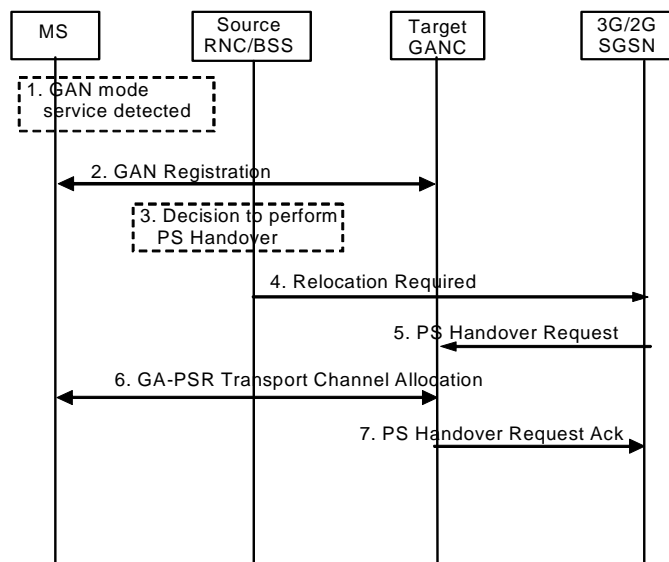 MS
Source
RNC/BSS
Target
GANC
3G/2G
SGSN
1. GAN mode
service detected
2. GAN Registration
3. Decision to perform
PS Handover
4. Relocation Required
5. PS Handover Request
6. GA-PSR Transport Channel Allocation
7. PS Handover Request Ack